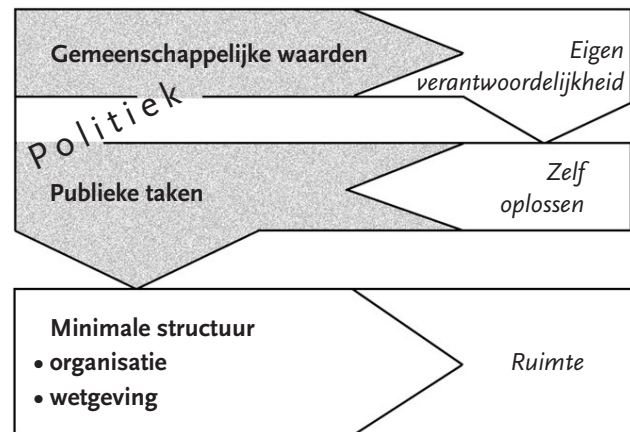 Gemeenschappelijke waarden
Eigen
verantwoordelijkheid
Politiek
Publieke taken
Zelf
oplossen
Minimale structuur
• organisatie
• wetgeving
Ruimte